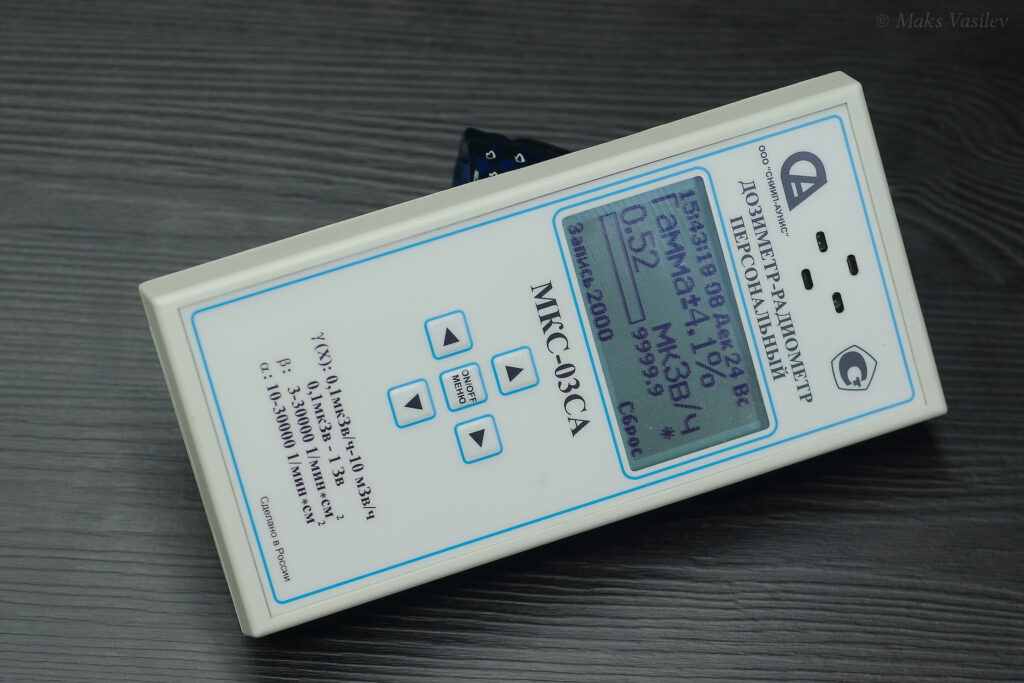 © Maks Vasilev
СА
ООО "СНИИП-АУНИС"
ДОЗИМЕТР-РАДИОМЕТР
ПЕРСОНАЛЬНЫЙ
15:43:19 08 Дек 24 Вс
Гамма±4.1%
0.52 мкЗв/ч
9999.9 *
Запись 2000 Сброс
МКС-03СА
ON/OFF
МЕНЮ
γ(X): 0,1мкЗв/ч-10 мЗв/ч
0,1мкЗв - 1 Зв
β: 3-30000 1/мин*см²
α: 10-30000 1/мин*см²
Сделано в России